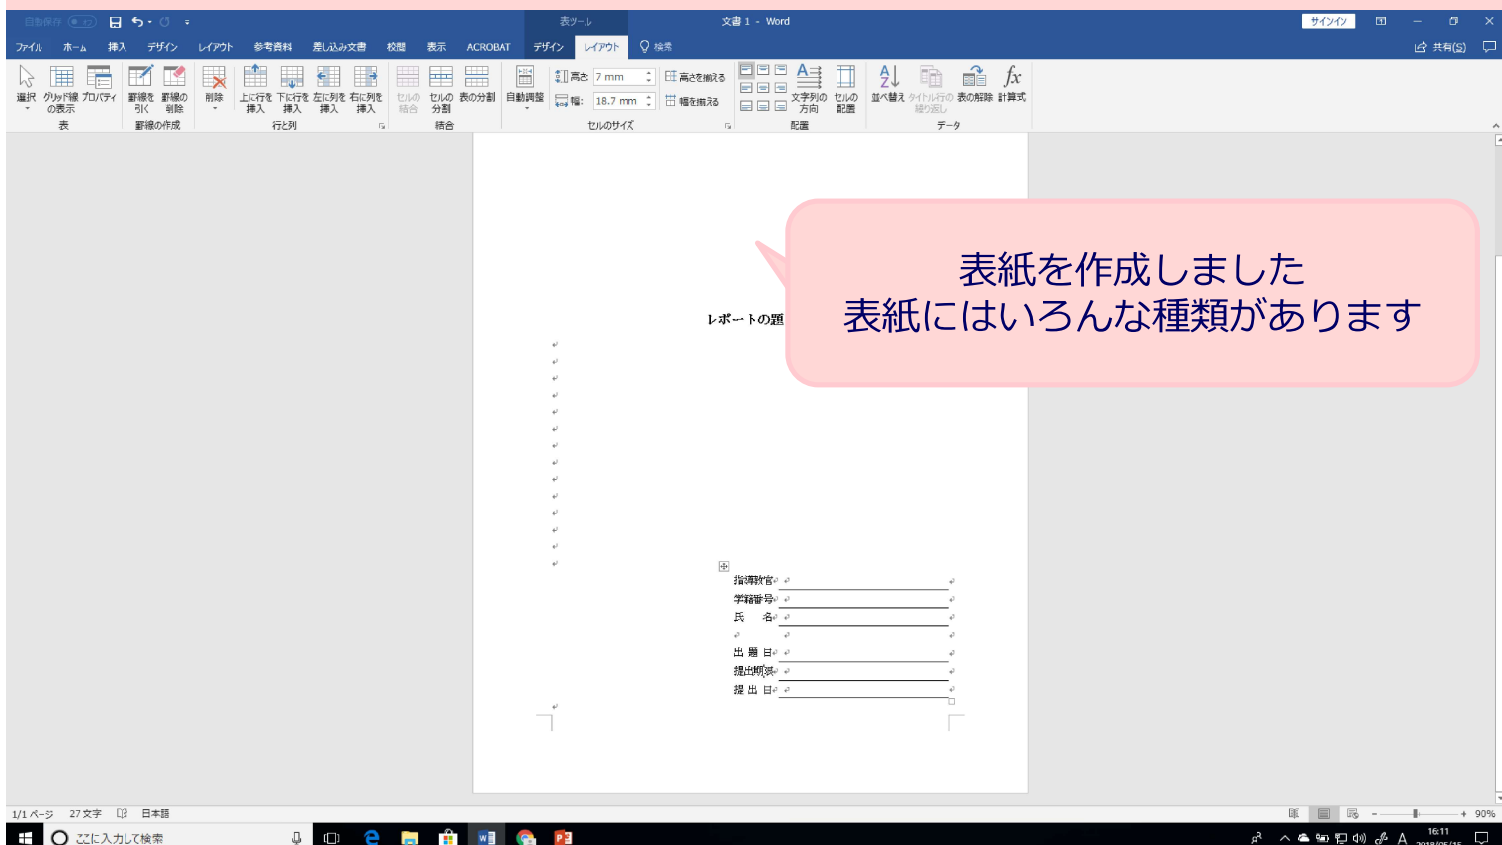 自動保存
表ツール
文書 1 - Word
サインイン
ファイル ホーム 挿入 デザイン レイアウト 参考資料 差し込み文書 校閲 表示 ACROBAT デザイン レイアウト 検索 共有(S)
選択 グリッド線の表示 プロパティ 罫線を引く 罫線の削除 削除 上に行を挿入 下に行を挿入 左に列を挿入 右に列を挿入 セルの結合 セルの分割 表の分割 自動調整
高さ 7 mm 高さを揃える
幅: 18.7 mm 幅を揃える
文字列の方向 セルの配置 並べ替え タイトル行の繰り返し 表の解除 計算式
表 罫線の作成 行と列 結合 セルのサイズ 配置 データ
表紙を作成しました
表紙にはいろんな種類があります
レポートの題
指導教官
学籍番号
氏 名
出 題 日
提出期限
提 出 日
1/1 ページ 27 文字 日本語 90%
ここに入力して検索
A 16:11
2018/05/15